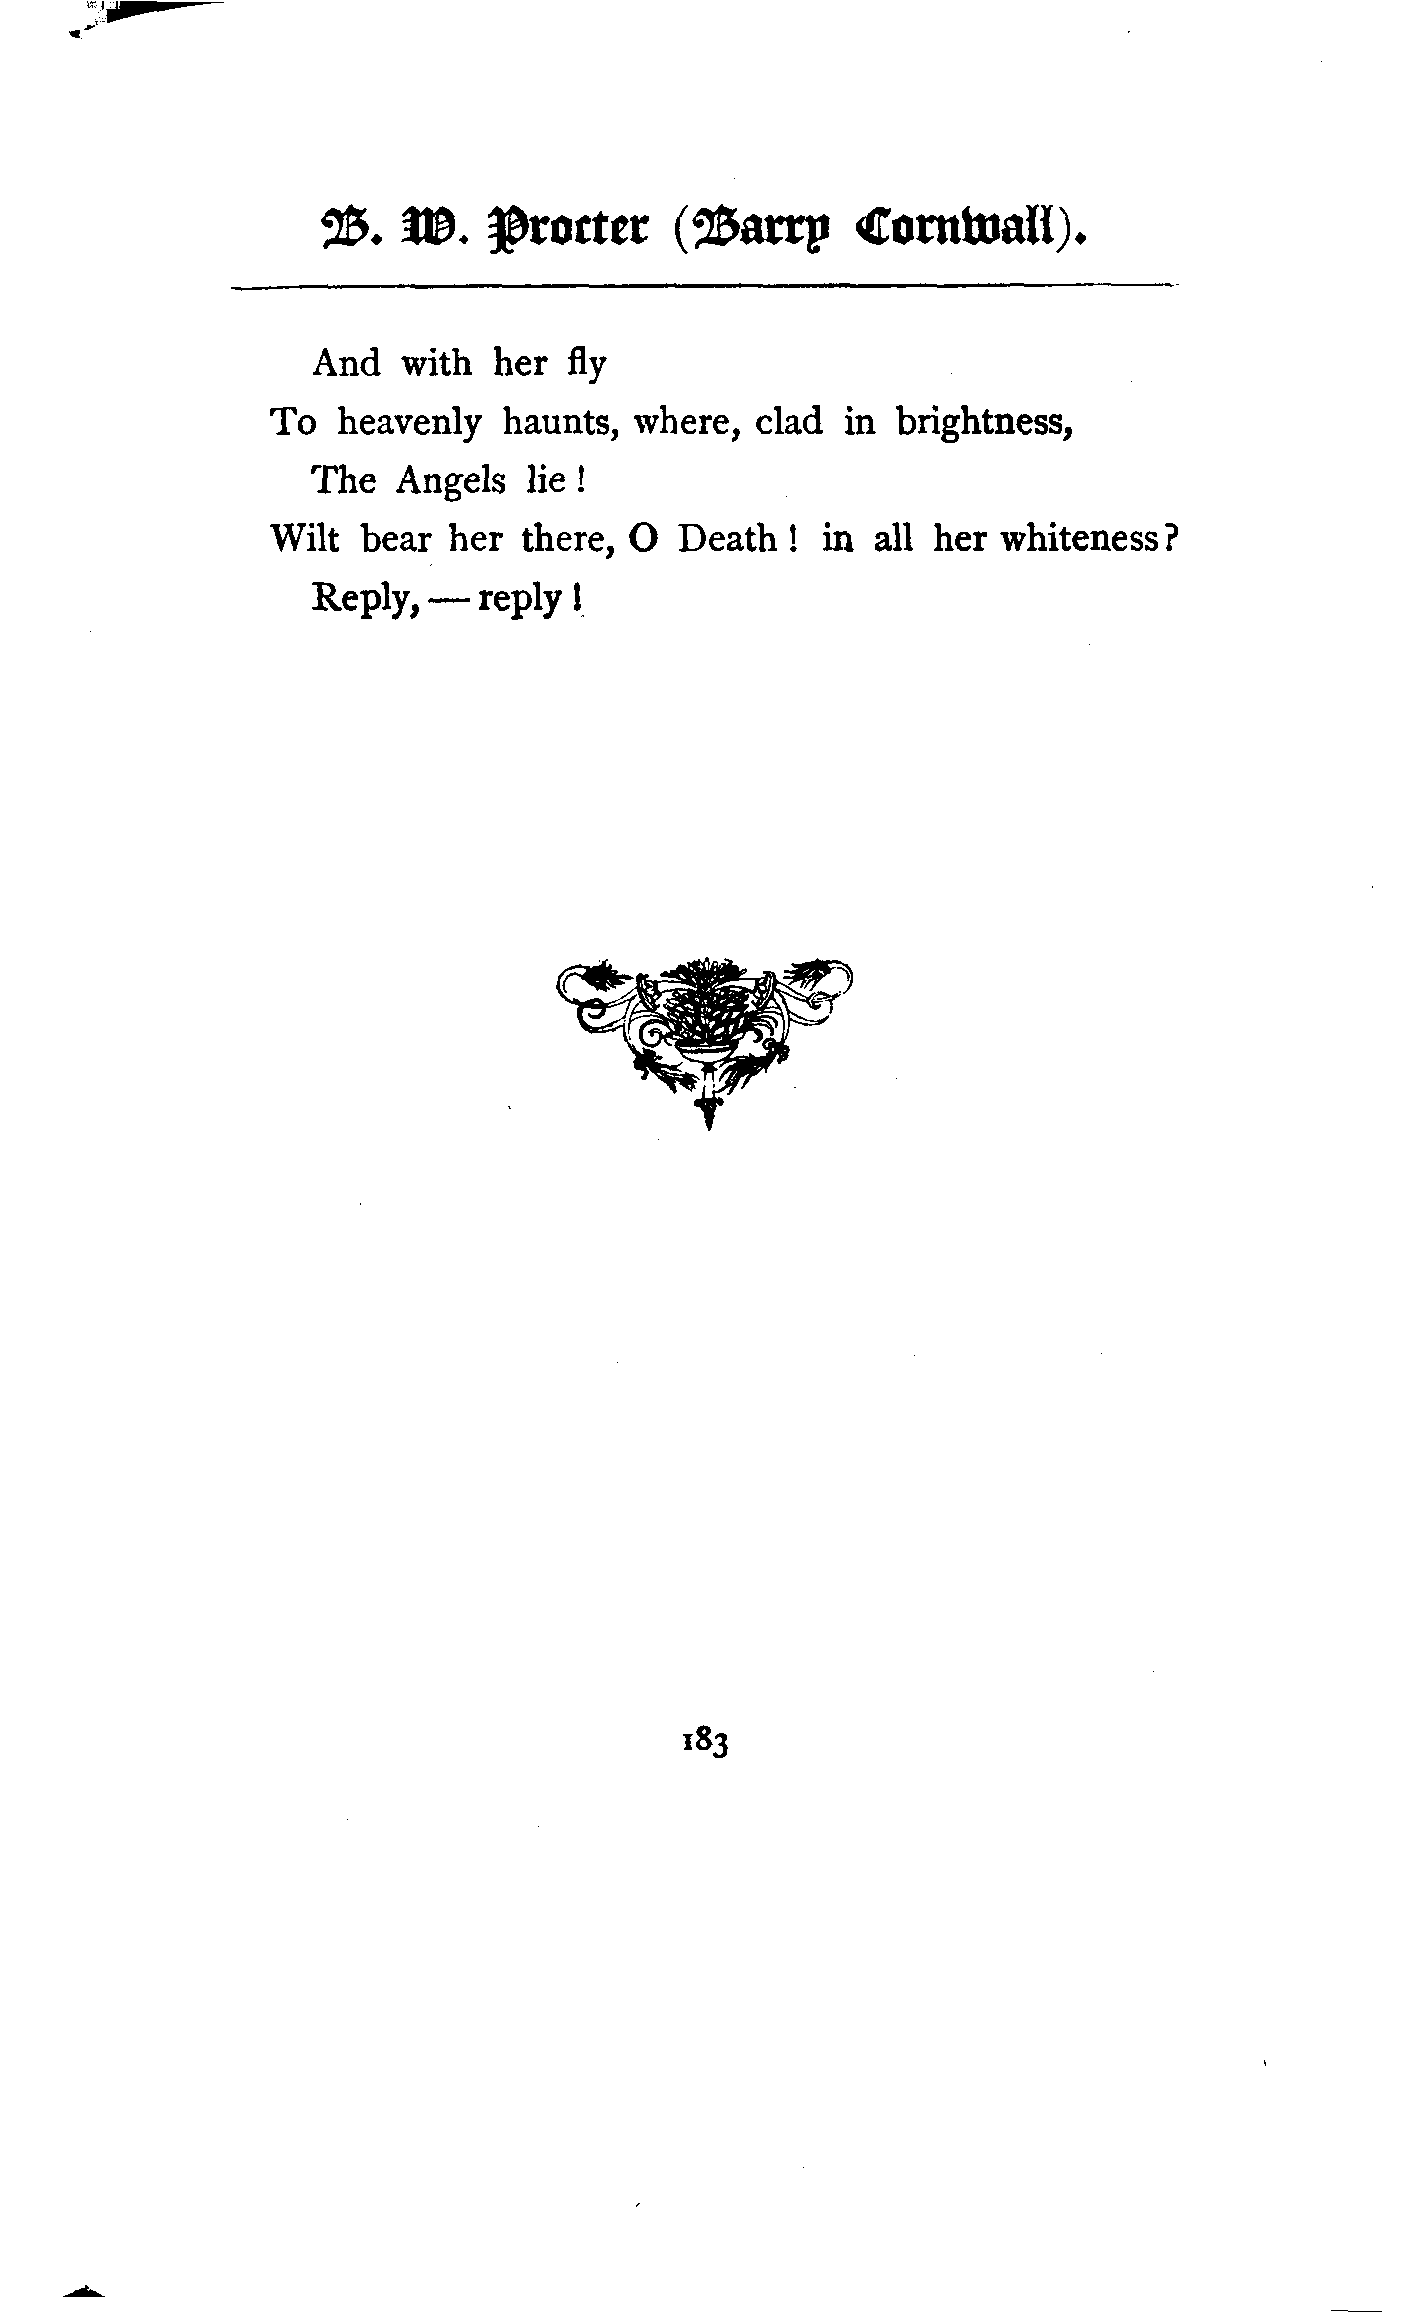 B. W. Procter (Barry Cornwall).
And with her fly
To heavenly haunts, where, clad in brightness,
The Angels lie!
Wilt bear her there, O Death! in all her whiteness?
Reply, — reply!
183